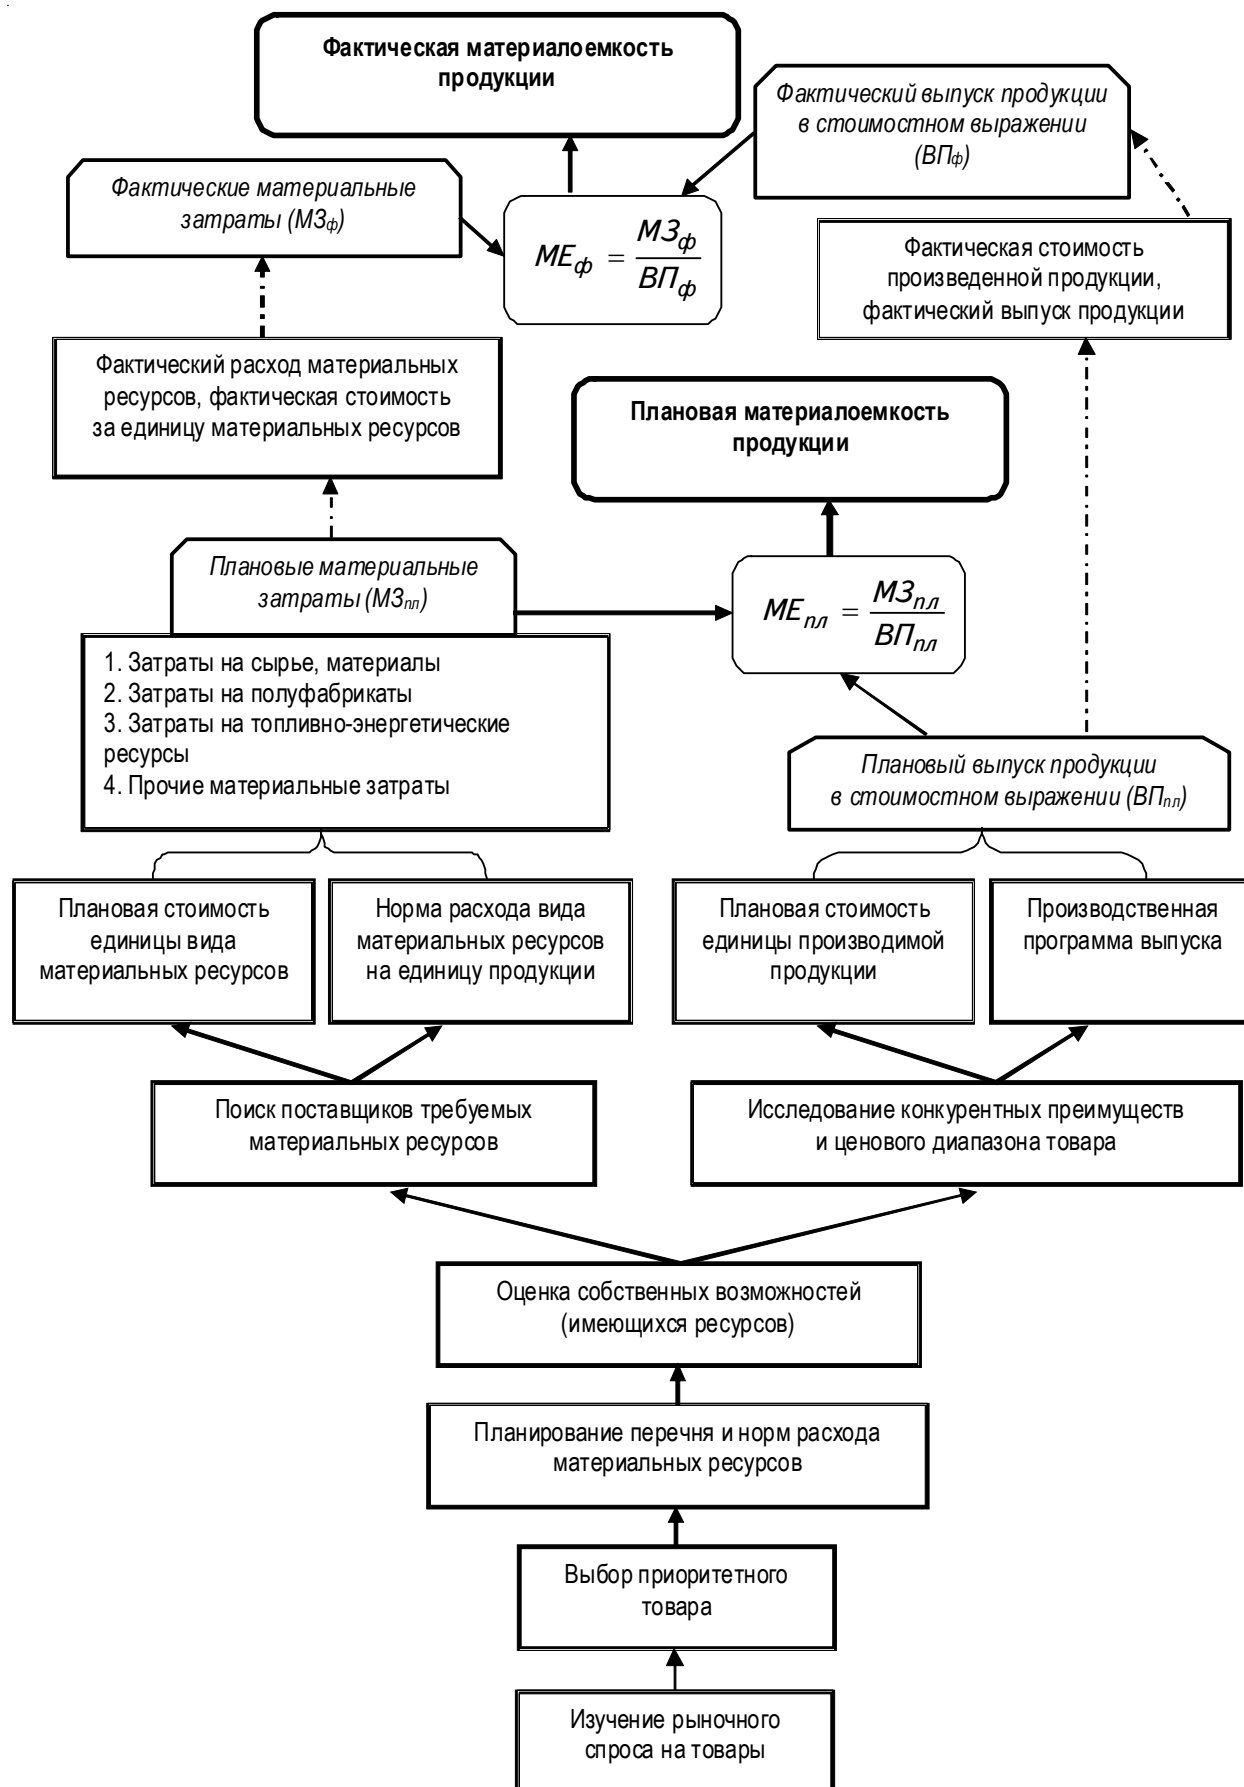 Фактическая материалоемкость
продукции
Фактический выпуск продукции
в стоимостном выражении
(ВПф)
Фактические материальные
затраты (МЗф)
МЕф = МЗф / ВПф
Фактическая стоимость
произведенной продукции,
фактический выпуск продукции
Фактический расход материальных
ресурсов, фактическая стоимость
за единицу материальных ресурсов
Плановая материалоемкость
продукции
Плановые материальные
затраты (МЗпл)
МЕпл = МЗпл / ВПпл
1. Затраты на сырье, материалы
2. Затраты на полуфабрикаты
3. Затраты на топливно-энергетические
ресурсы
4. Прочие материальные затраты
Плановый выпуск продукции
в стоимостном выражении (ВПпл)
Плановая стоимость
единицы вида
материальных ресурсов
Норма расхода вида
материальных ресурсов
на единицу продукции
Плановая стоимость
единицы производимой
продукции
Производственная
программа выпуска
Поиск поставщиков требуемых
материальных ресурсов
Исследование конкурентных преимуществ
и ценового диапазона товара
Оценка собственных возможностей
(имеющихся ресурсов)
Планирование перечня и норм расхода
материальных ресурсов
Выбор приоритетного
товара
Изучение рыночного
спроса на товары